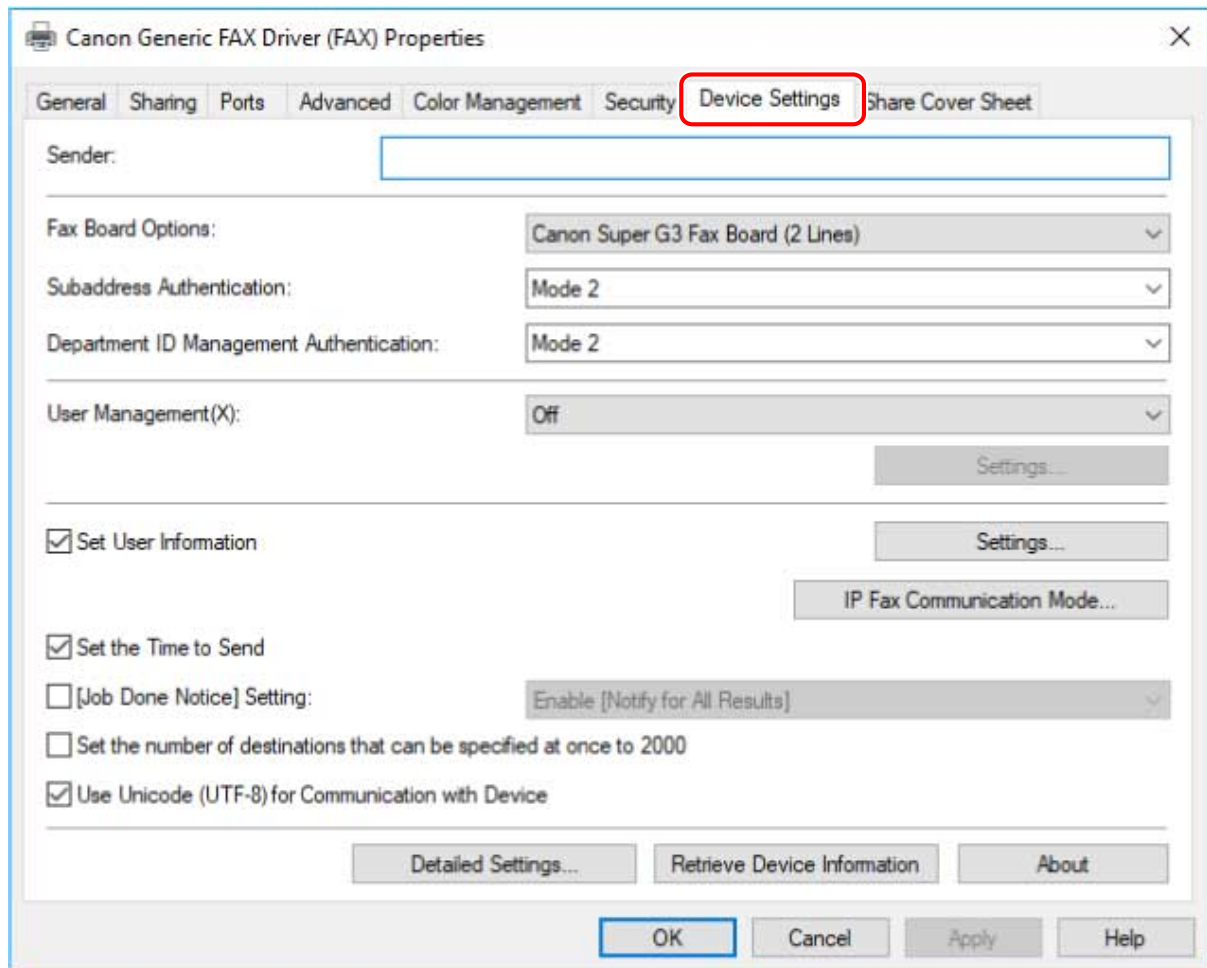 Canon Generic FAX Driver (FAX) Properties
General Sharing Ports Advanced Color Management Security Device Settings Share Cover Sheet
Sender:
Fax Board Options: Canon Super G3 Fax Board (2 Lines)
Subaddress Authentication: Mode 2
Department ID Management Authentication: Mode 2
User Management(X): Off
Settings...
Set User Information Settings...
IP Fax Communication Mode...
Set the Time to Send
[Job Done Notice] Setting: Enable [Notify for All Results]
Set the number of destinations that can be specified at once to 2000
Use Unicode (UTF-8) for Communication with Device
Detailed Settings... Retrieve Device Information About
OK Cancel Apply Help